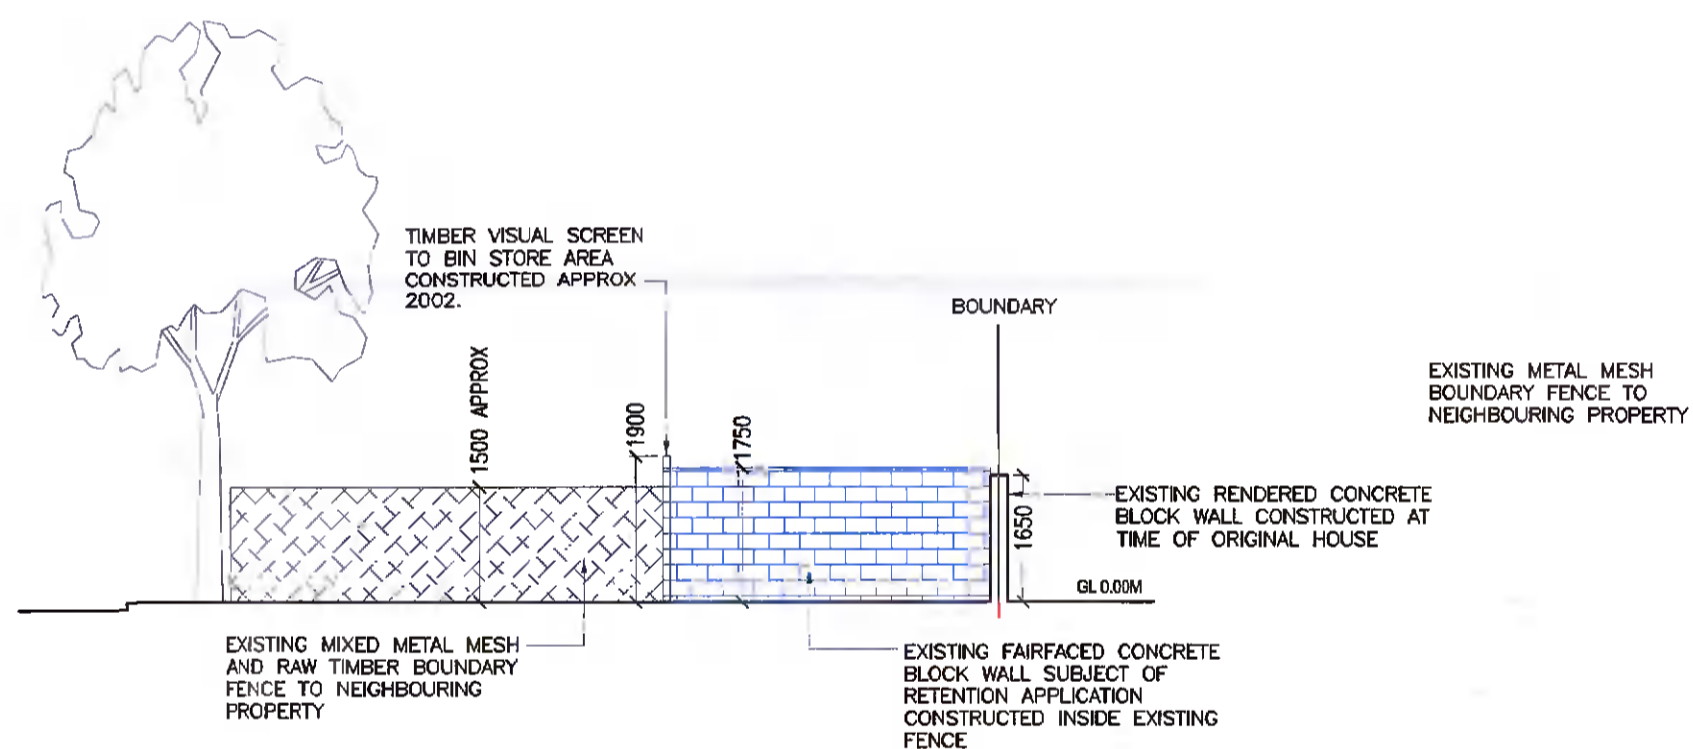 TIMBER VISUAL SCREEN
TO BIN STORE AREA
CONSTRUCTED APPROX
2002.
BOUNDARY
EXISTING METAL MESH
BOUNDARY FENCE TO
NEIGHBOURING PROPERTY
1500 APPROX
1900
1750
1650
EXISTING RENDERED CONCRETE
BLOCK WALL CONSTRUCTED AT
TIME OF ORIGINAL HOUSE
GL 0.00M
EXISTING MIXED METAL MESH
AND RAW TIMBER BOUNDARY
FENCE TO NEIGHBOURING
PROPERTY
EXISTING FAIRFACED CONCRETE
BLOCK WALL SUBJECT OF
RETENTION APPLICATION
CONSTRUCTED INSIDE EXISTING
FENCE